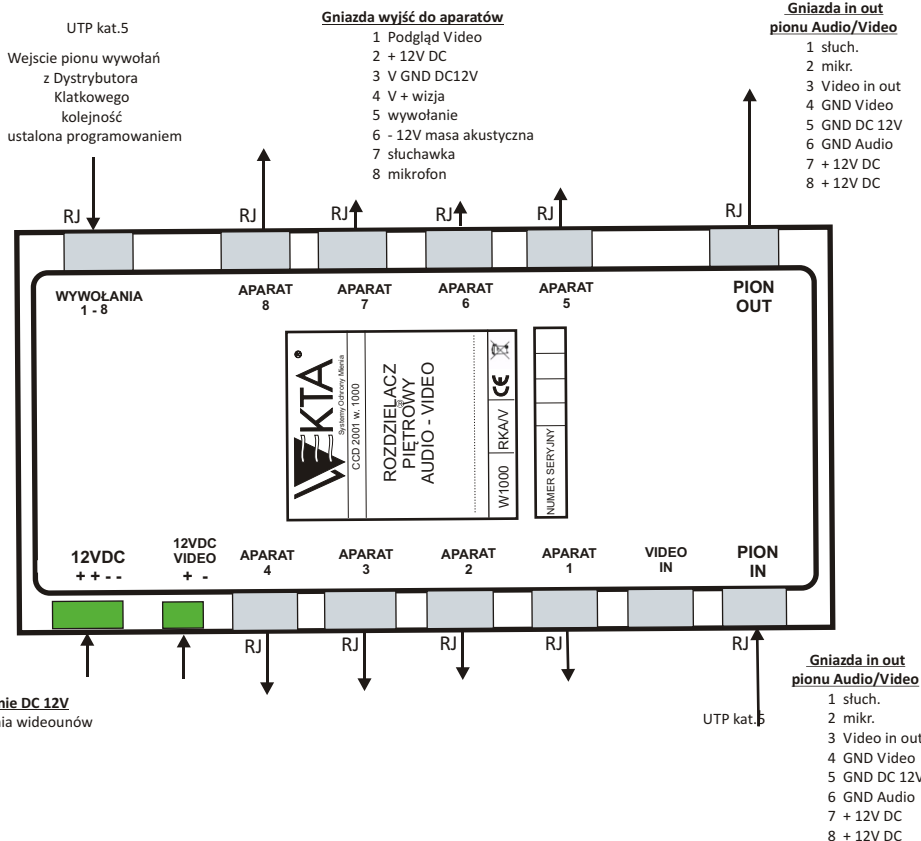 UTP kat.5
Wejscie pionu wywołań
z Dystrybutora
Klatkowego
kolejność
ustalona programowaniem
Gniazda wyjść do aparatów
1 Podgląd Video
2 + 12V DC
3 V GND DC12V
4 V + wizja
5 wywołanie
6 - 12V masa akustyczna
7 słuchawka
8 mikrofon
Gniazda in out
pionu Audio/Video
1 słuch.
2 mikr.
3 Video in out
4 GND Video
5 GND DC 12V
6 GND Audio
7 + 12V DC
8 + 12V DC
RJ RJ RJ RJ RJ RJ
WYWOŁANIA
1 - 8
APARAT
8
APARAT
7
APARAT
6
APARAT
5
PION
OUT
WEKTA®
Systemy Ochrony Mienia
CCD 2001 w. 1000
ROZDZIELACZ
PIĘTROWY
AUDIO - VIDEO
W1000 RKA/V CE
NUMER SERYJNY
12VDC
+ + - -
12VDC
VIDEO
+ -
APARAT
4
APARAT
3
APARAT
2
APARAT
1
VIDEO
IN
PION
IN
RJ RJ RJ RJ RJ
nie DC 12V
nia wideounów
UTP kat.5
Gniazda in out
pionu Audio/Video
1 słuch.
2 mikr.
3 Video in out
4 GND Video
5 GND DC 12V
6 GND Audio
7 + 12V DC
8 + 12V DC